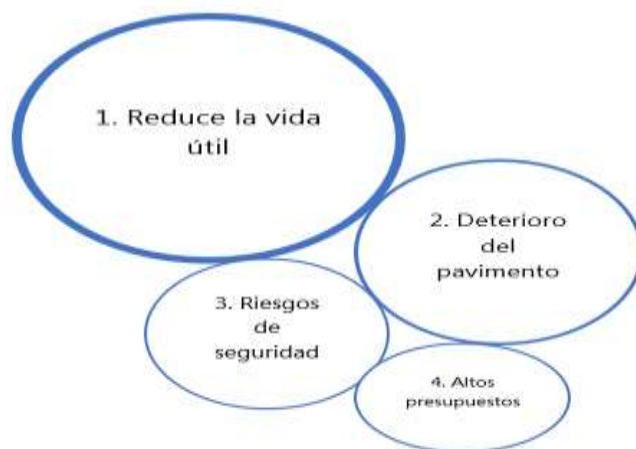 1. Reduce la vida
útil
2. Deterioro
del
pavimento
3. Riesgos
de
seguridad
4. Altos
presupuestos